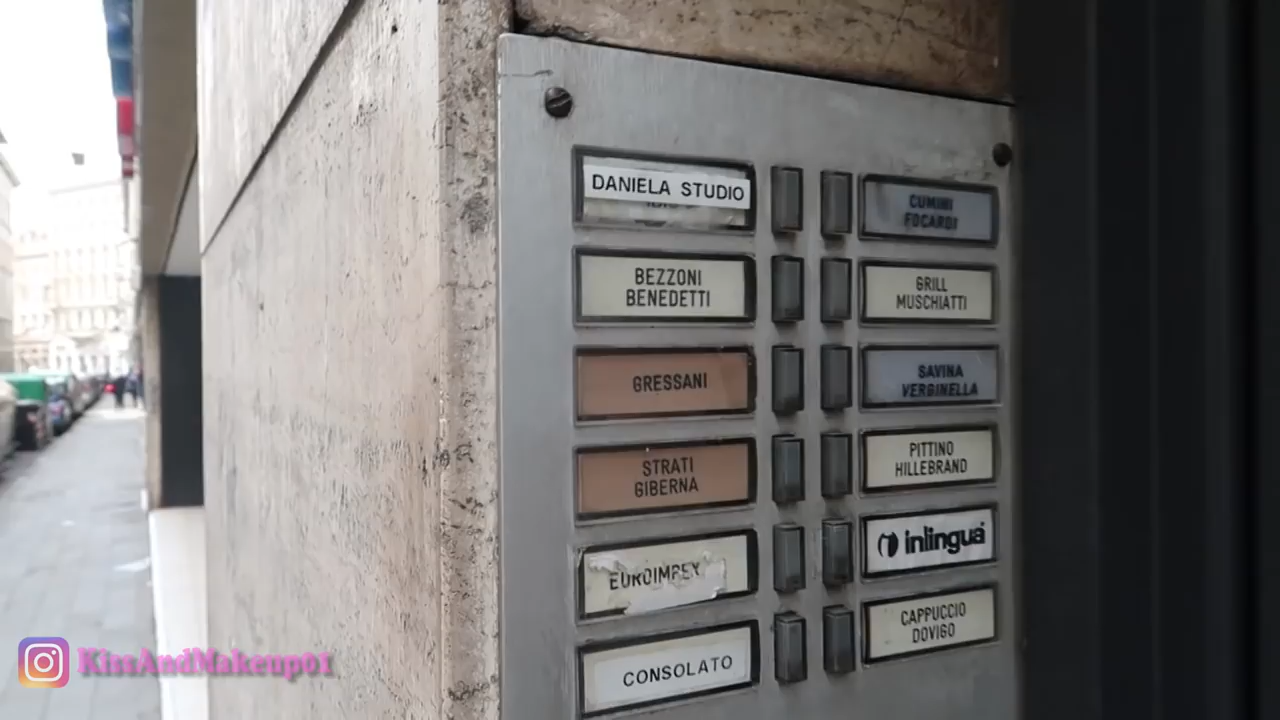 DANIELA STUDIO
BEZZONI
BENEDETTI
GRESSANI
STRATI
GIBERNA
EUROIMPEX
CONSOLATO
CUMINI
FOCARDI
GRILL
MUSCHIATTI
SAVINA
VERGINELLA
PITTINO
HILLEBRAND
inlingua
CAPPUCCIO
DOVIGO
KissAndMakeup01